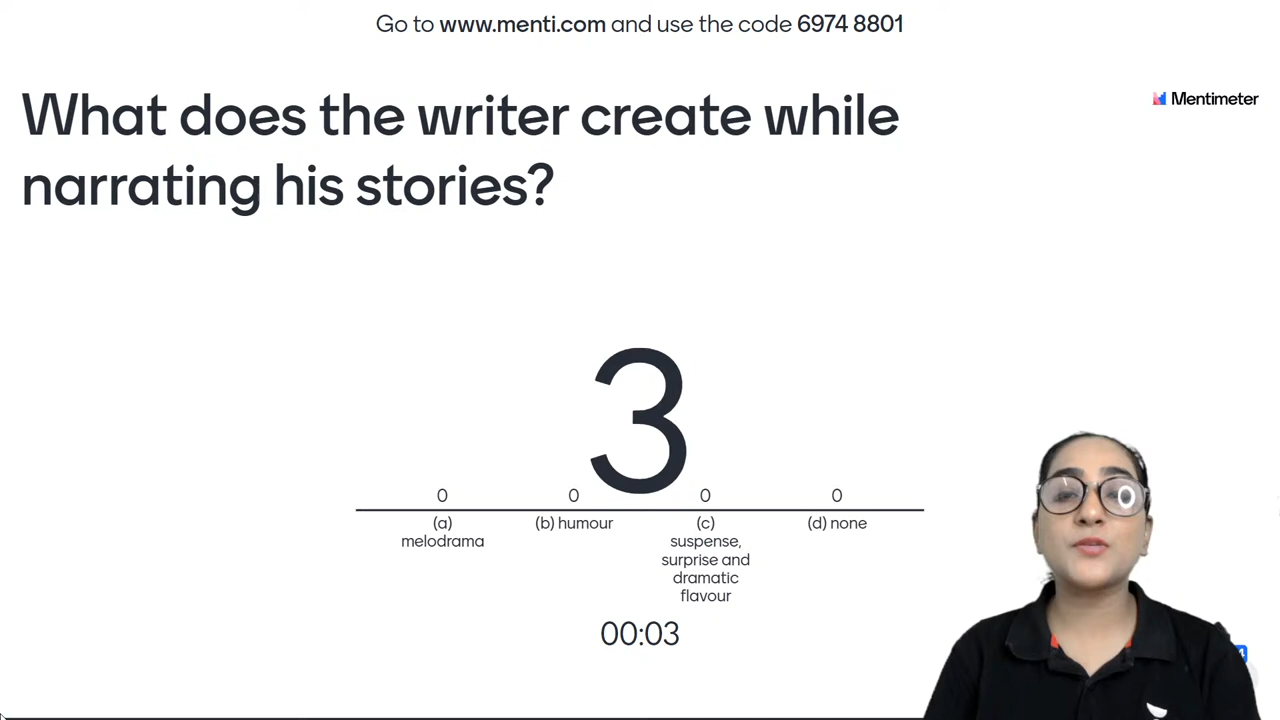 Go to www.menti.com and use the code 6974 8801
What does the writer create while
narrating his stories?
Mentimeter
3
0
0
0
0
(a)
melodrama
(b) humour
(c)
suspense,
surprise and
dramatic
flavour
(d) none
00:03